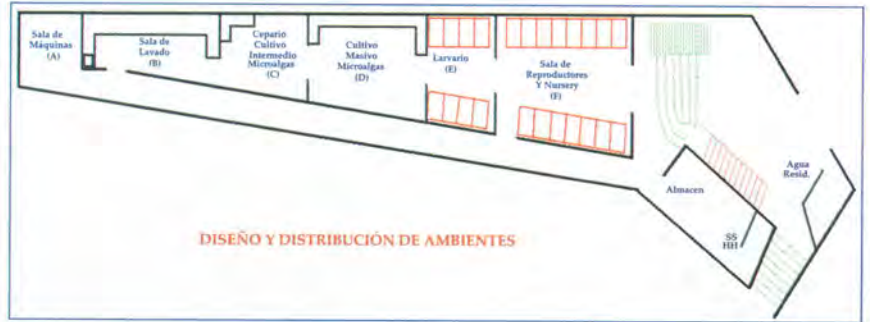 Sala de
Máquinas
(A)
Sala de
Lavado
(B)
Cepario
Cultivo
Intermedio
Microalgas
(C)
Cultivo
Masivo
Microalgas
(D)
Larvario
(E)
Sala de
Reproductores
Y Nursery
(F)
Almacen
SS
HH
Agua
Resid.
DISEÑO Y DISTRIBUCIÓN DE AMBIENTES